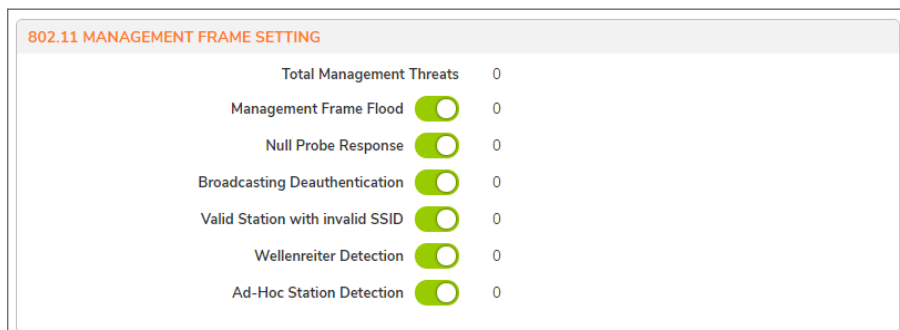 802.11 MANAGEMENT FRAME SETTING
Total Management Threats 0
Management Frame Flood 0
Null Probe Response 0
Broadcasting Deauthentication 0
Valid Station with invalid SSID 0
Wellenreiter Detection 0
Ad-Hoc Station Detection 0